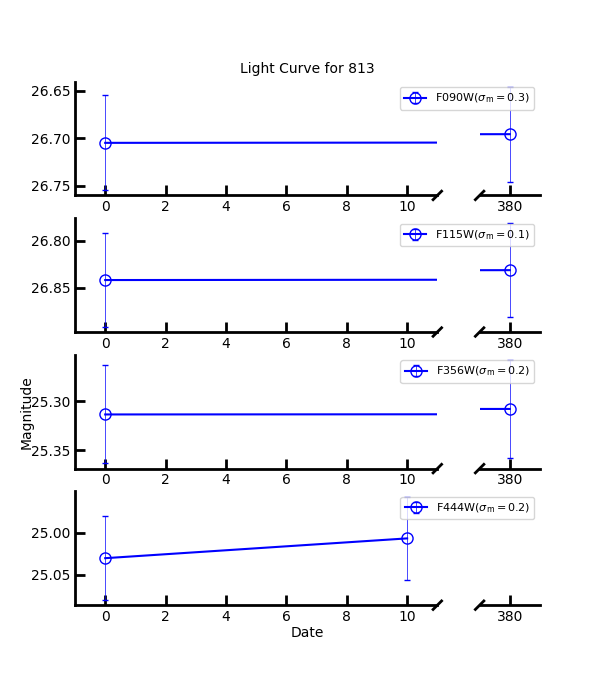 Light Curve for 813
26.65
26.70
26.75
F090W(σm = 0.3)
0 2 4 6 8 10 380
26.80
26.85
F115W(σm = 0.1)
0 2 4 6 8 10 380
Magnitude
25.30
25.35
F356W(σm = 0.2)
0 2 4 6 8 10 380
25.00
25.05
F444W(σm = 0.2)
0 2 4 6 8 10 380
Date